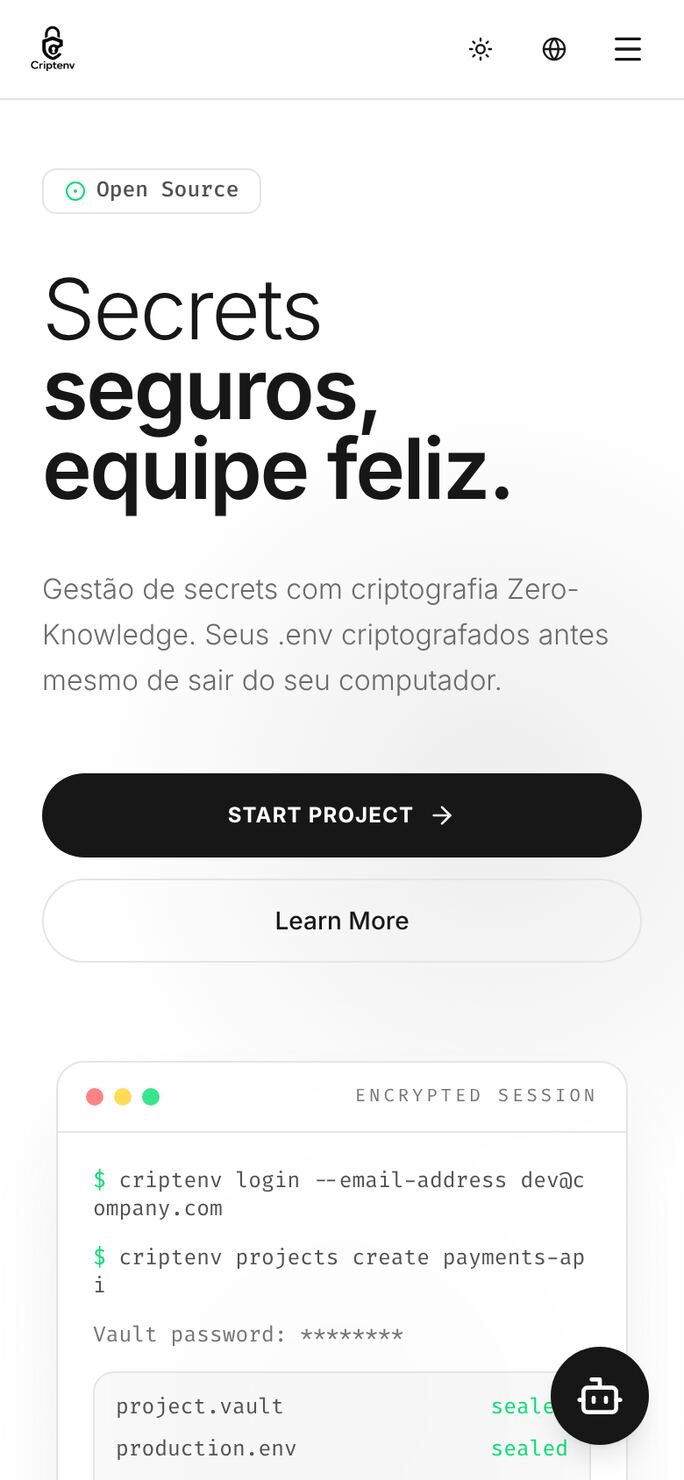 Criptenv
Open Source
Secrets
seguros,
equipe feliz.
Gestão de secrets com criptografia Zero-
Knowledge. Seus .env criptografados antes
mesmo de sair do seu computador.
START PROJECT →
Learn More
ENCRYPTED SESSION
$ criptenv login --email-address dev@c
ompany.com
$ criptenv projects create payments-ap
i
Vault password: ********
project.vault
production.env sealed